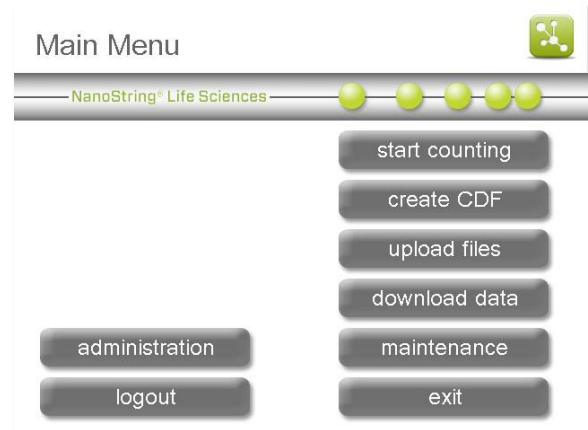 Main Menu
NanoString® Life Sciences
start counting
create CDF
upload files
download data
administration
maintenance
logout
exit